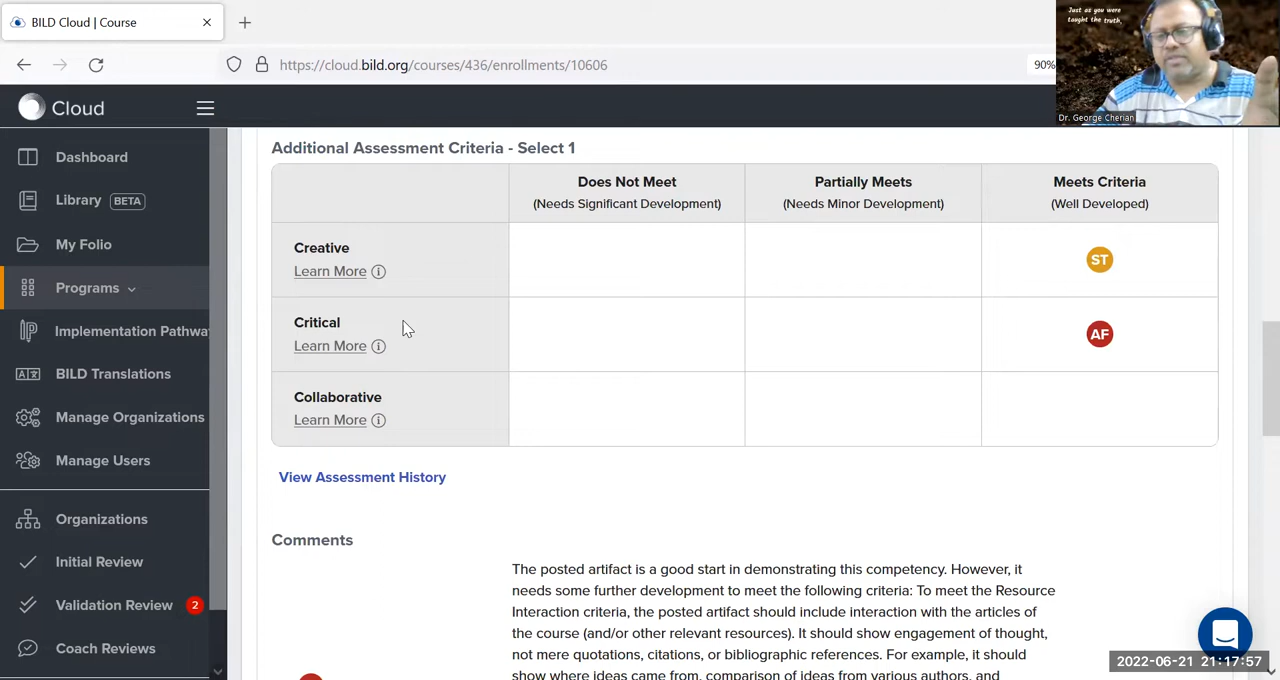 BILD Cloud | Course
https://cloud.bild.org/courses/436/enrollments/10606
90%
Just as you were
taught the truth,
Dr. George Cherian
Cloud
Dashboard
Library BETA
My Folio
Programs
Implementation Pathwa
BILD Translations
Manage Organizations
Manage Users
Organizations
Initial Review
Validation Review 2
Coach Reviews
Additional Assessment Criteria - Select 1
Does Not Meet
(Needs Significant Development)
Partially Meets
(Needs Minor Development)
Meets Criteria
(Well Developed)
Creative
Learn More
ST
Critical
Learn More
AF
Collaborative
Learn More
View Assessment History
Comments
The posted artifact is a good start in demonstrating this competency. However, it
needs some further development to meet the following criteria: To meet the Resource
Interaction criteria, the posted artifact should include interaction with the articles of
the course (and/or other relevant resources). It should show engagement of thought,
not mere quotations, citations, or bibliographic references. For example, it should
show where ideas came from, comparison of ideas from various authors, and
2022-06-21 21:17:57